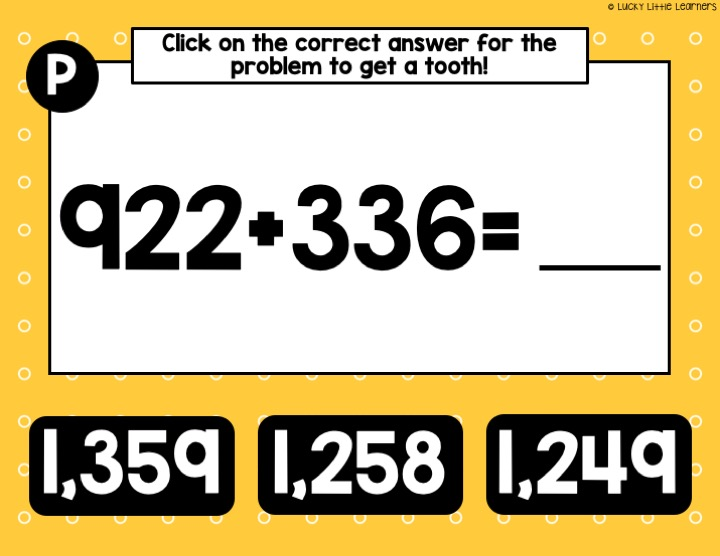 © Lucky Little Learners
Click on the correct answer for the
problem to get a tooth!
P
922+336= ___
1,359
1,258
1,249